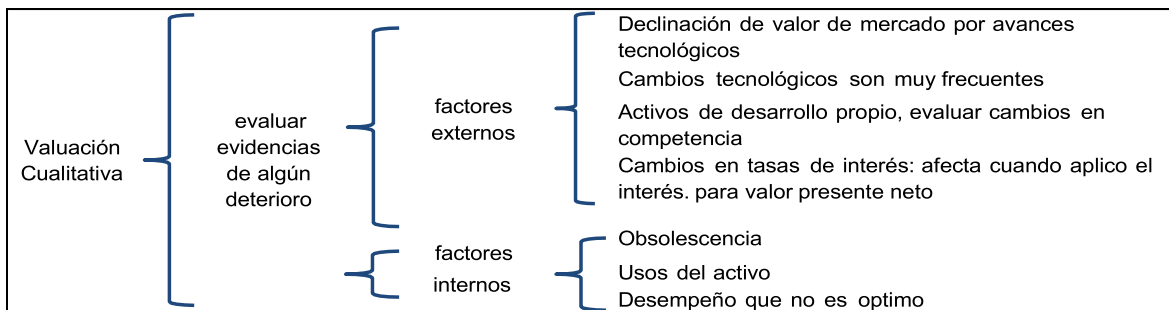 Valuación
Cualitativa
evaluar
evidencias
de algún
deterioro
factores
externos
Declinación de valor de mercado por avances
tecnológicos
Cambios tecnológicos son muy frecuentes
Activos de desarrollo propio, evaluar cambios en
competencia
Cambios en tasas de interés: afecta cuando aplico el
interés. para valor presente neto
factores
internos
Obsolescencia
Usos del activo
Desempeño que no es optimo